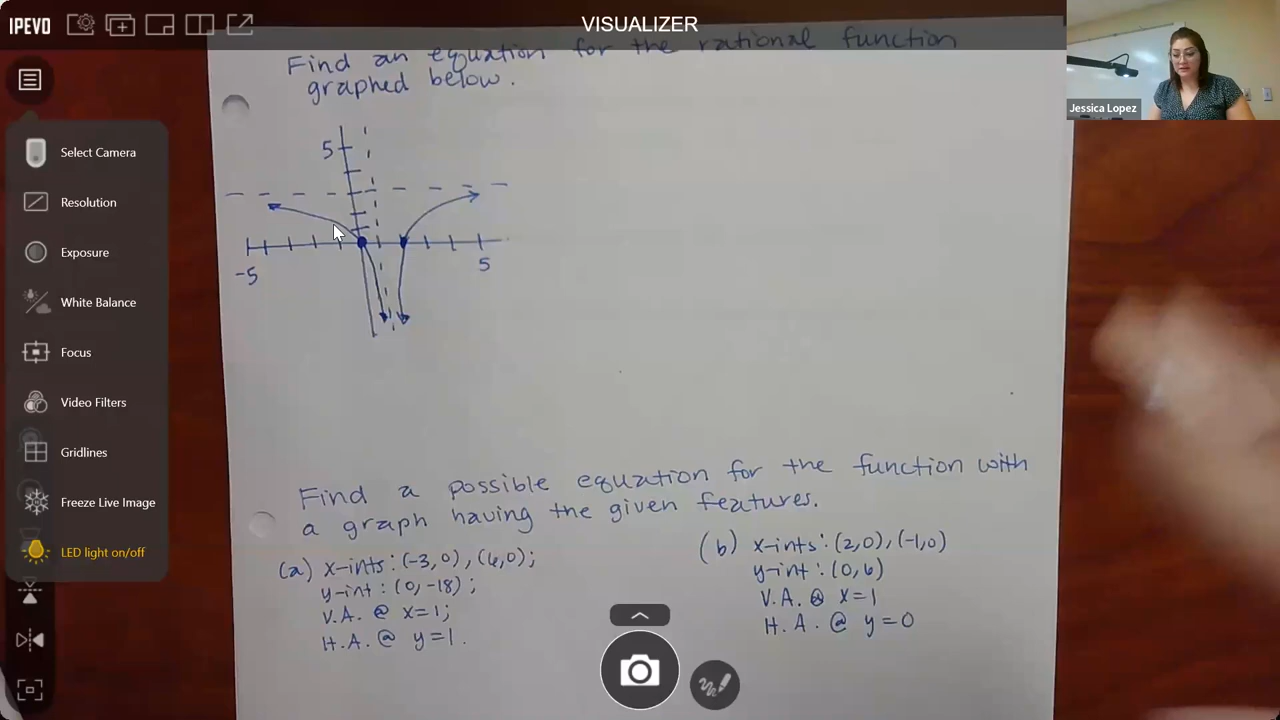 IPEVO
VISUALIZER
Jessica Lopez
Select Camera
Resolution
Exposure
White Balance
Focus
Video Filters
Gridlines
Freeze Live Image
LED light on/off
Find an equation for the rational function
graphed below.
5
-5
5
Find a possible equation for the function with
a graph having the given features.
(a) x-ints: (-3,0), (6,0);
y-int: (0,-18);
V.A. @ x=1;
H.A. @ y=1.
(b) x-ints: (2,0), (-1,0)
y-int: (0,6)
V.A. @ x=1
H.A. @ y=0